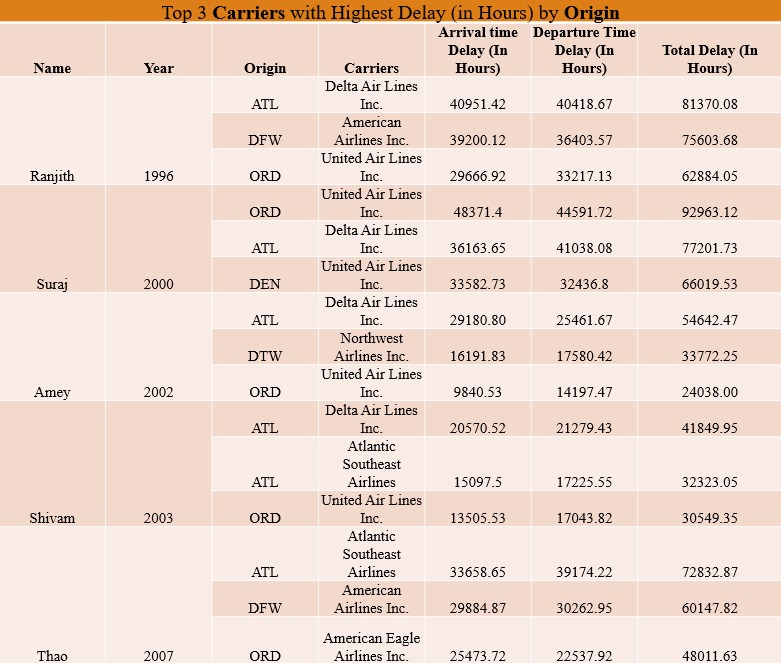 Top 3 Carriers with Highest Delay (in Hours) by Origin
Name Year Origin Carriers Arrival time Delay (In Hours) Departure Time Delay (In Hours) Total Delay (In Hours)
ATL Delta Air Lines Inc. 40951.42 40418.67 81370.08
DFW American Airlines Inc. 39200.12 36403.57 75603.68
Ranjith 1996 ORD United Air Lines Inc. 29666.92 33217.13 62884.05
ORD United Air Lines Inc. 48371.4 44591.72 92963.12
ATL Delta Air Lines Inc. 36163.65 41038.08 77201.73
Suraj 2000 DEN United Air Lines Inc. 33582.73 32436.8 66019.53
ATL Delta Air Lines Inc. 29180.80 25461.67 54642.47
DTW Northwest Airlines Inc. 16191.83 17580.42 33772.25
Amey 2002 ORD United Air Lines Inc. 9840.53 14197.47 24038.00
ATL Delta Air Lines Inc. 20570.52 21279.43 41849.95
ATL Atlantic Southeast Airlines 15097.5 17225.55 32323.05
Shivam 2003 ORD United Air Lines Inc. 13505.53 17043.82 30549.35
ATL Atlantic Southeast Airlines 33658.65 39174.22 72832.87
DFW American Airlines Inc. 29884.87 30262.95 60147.82
Thao 2007 ORD American Eagle Airlines Inc. 25473.72 22537.92 48011.63